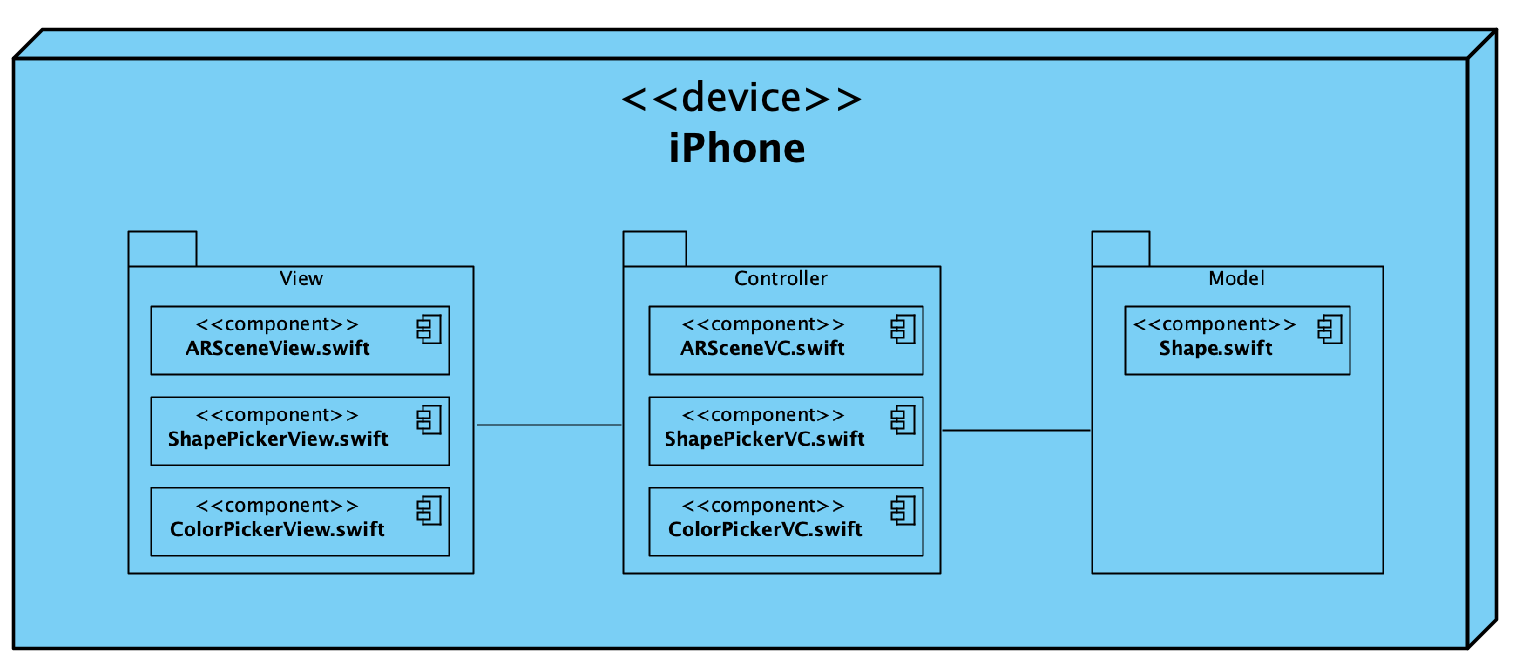 <<device>>
iPhone
View
<<component>>
ARSceneView.swift
<<component>>
ShapePickerView.swift
<<component>>
ColorPickerView.swift
Controller
<<component>>
ARSceneVC.swift
<<component>>
ShapePickerVC.swift
<<component>>
ColorPickerVC.swift
Model
<<component>>
Shape.swift